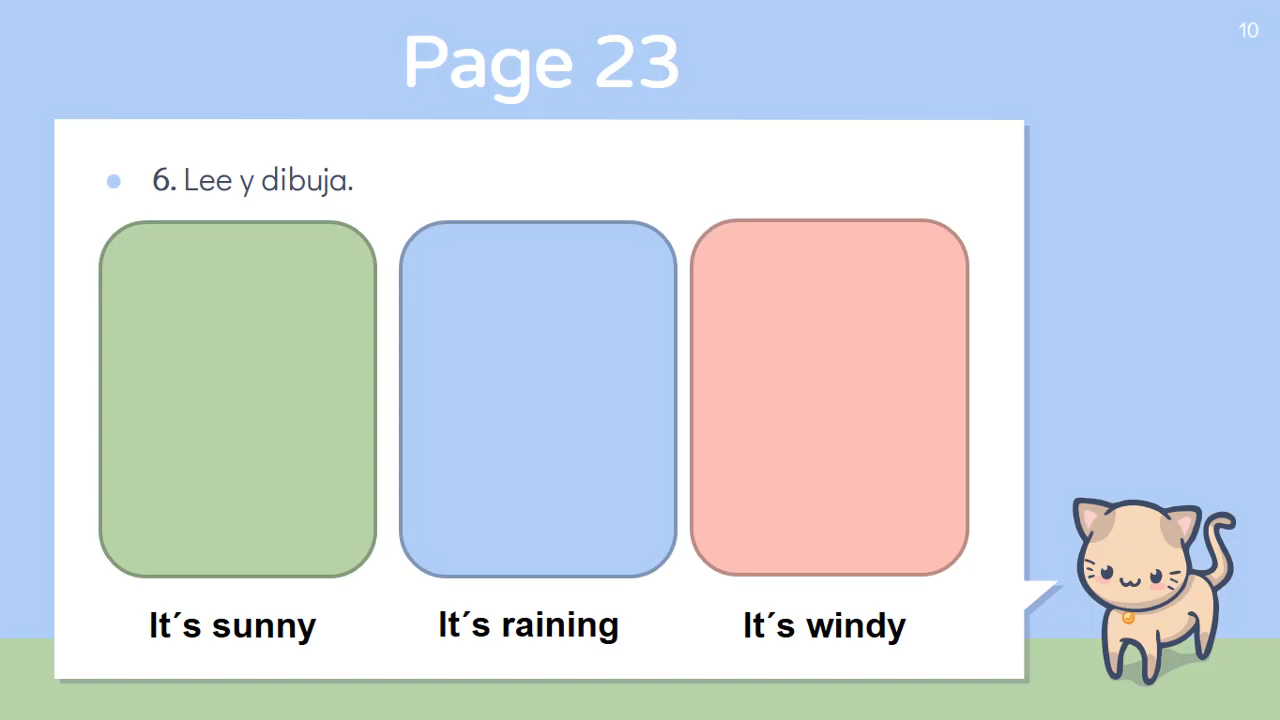 10
Page 23
6. Lee y dibuja.
It´s sunny
It´s raining
It´s windy